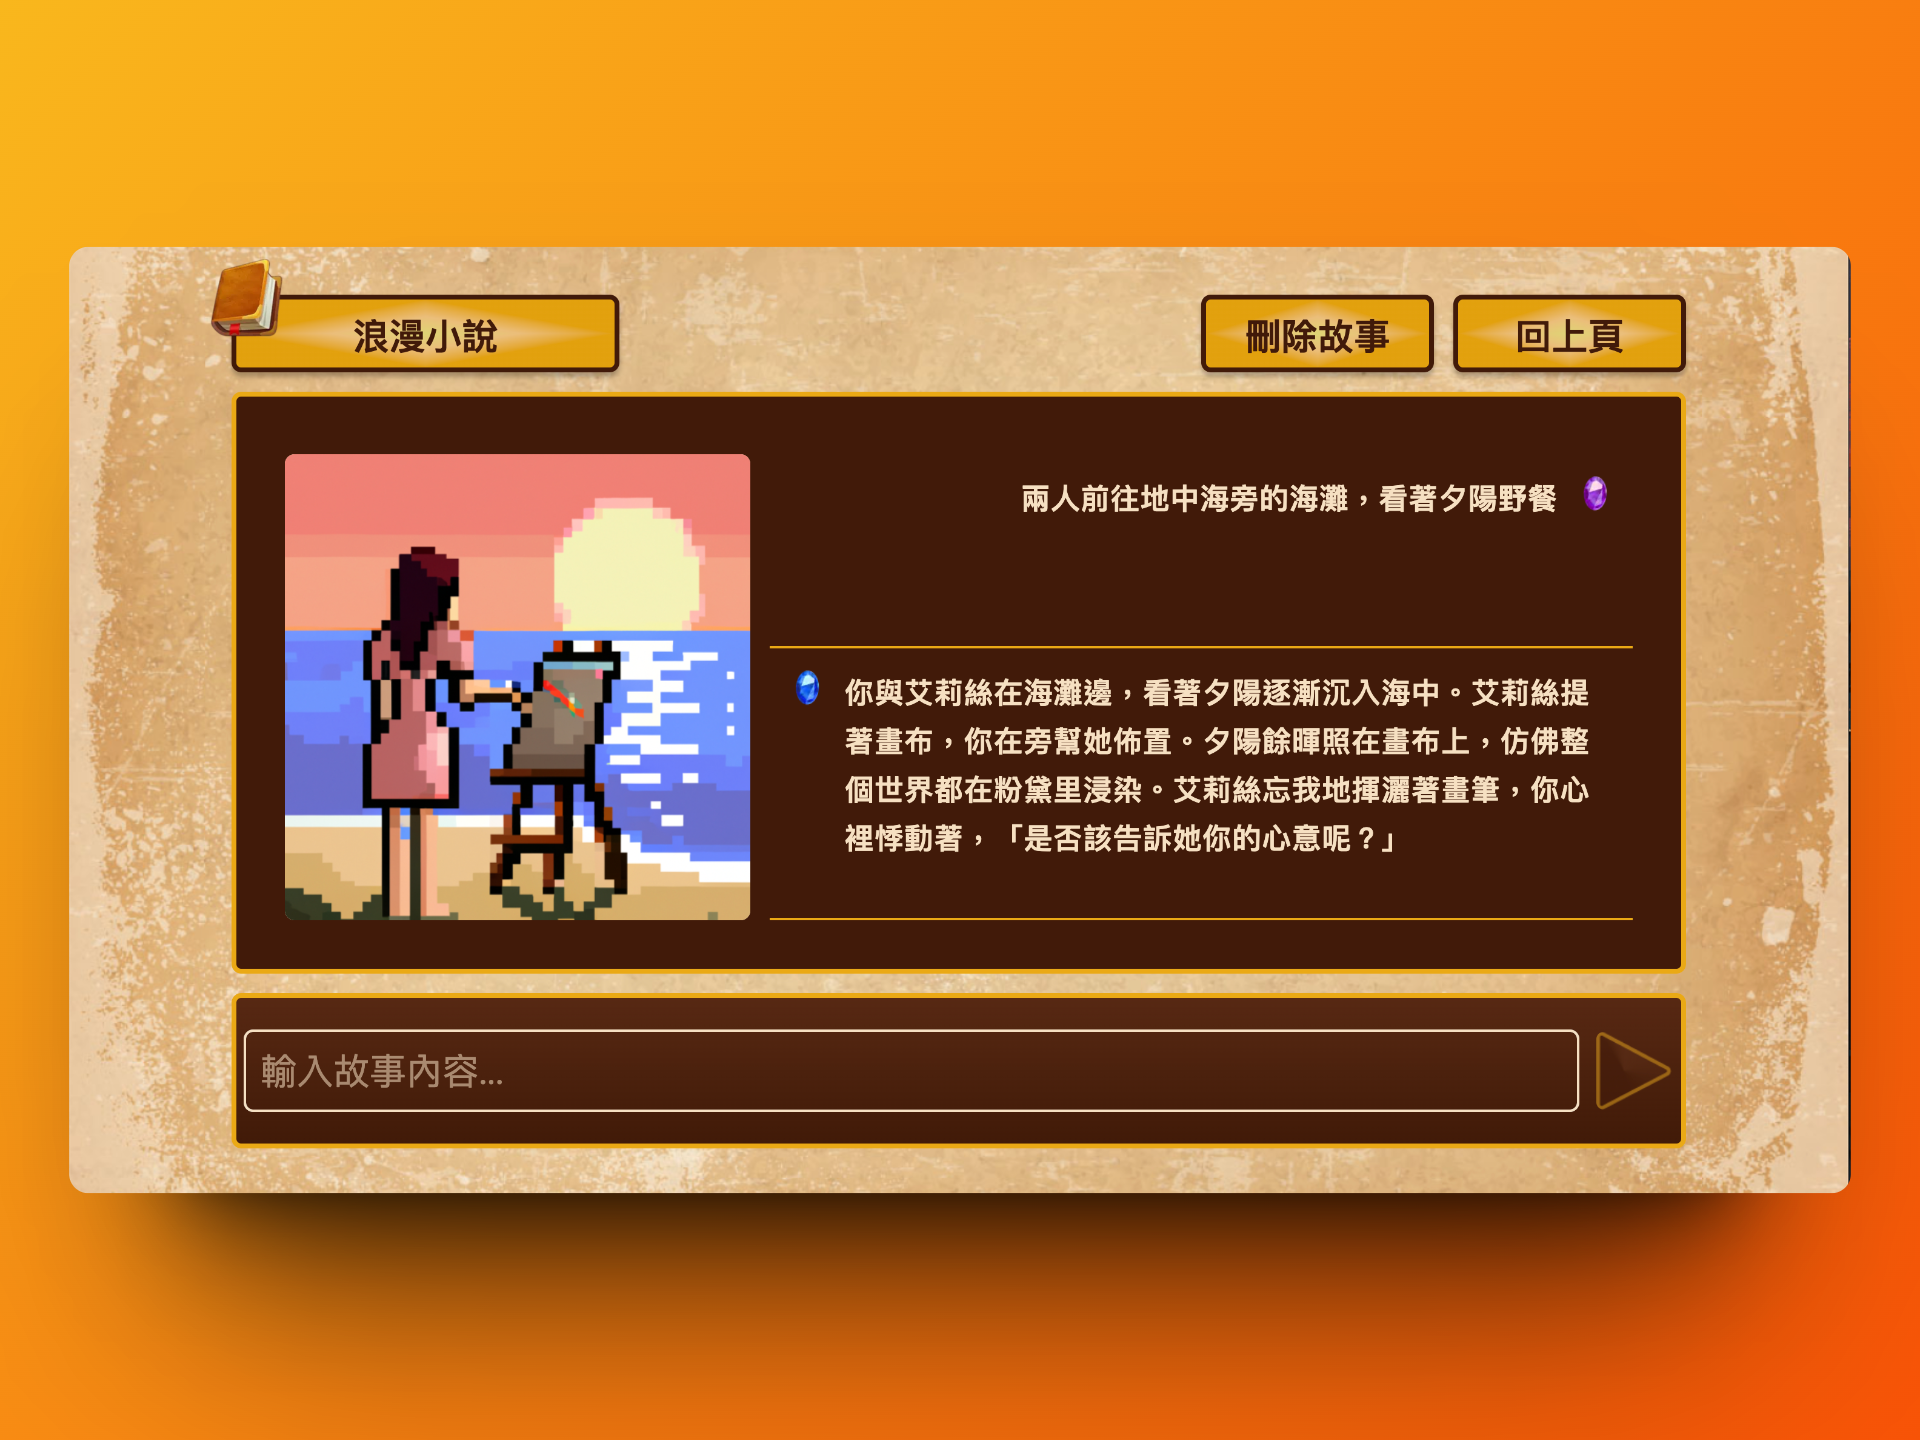 浪漫小說
刪除故事
回上頁
兩人前往地中海旁的海灘，看著夕陽野餐
你與艾莉絲在海灘邊，看著夕陽逐漸沉入海中。艾莉絲提
著畫布，你在旁幫她佈置。夕陽餘暉照在畫布上，仿佛整
個世界都在粉黛里浸染。艾莉絲忘我地揮灑著畫筆，你心
裡悸動著，「是否該告訴她你的心意呢？」
輸入故事內容...